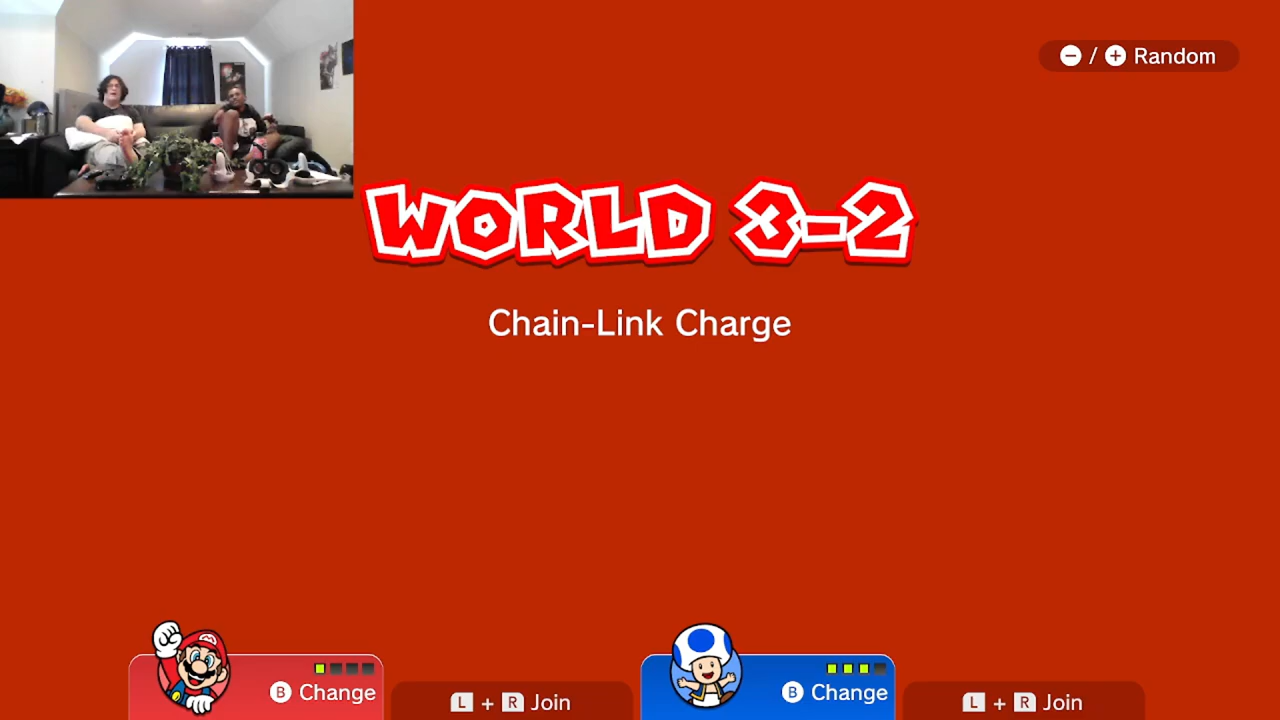 ⊖ / ⊕ Random
WORLD 3-2
Chain-Link Charge
B Change
L + R Join
B Change
L + R Join